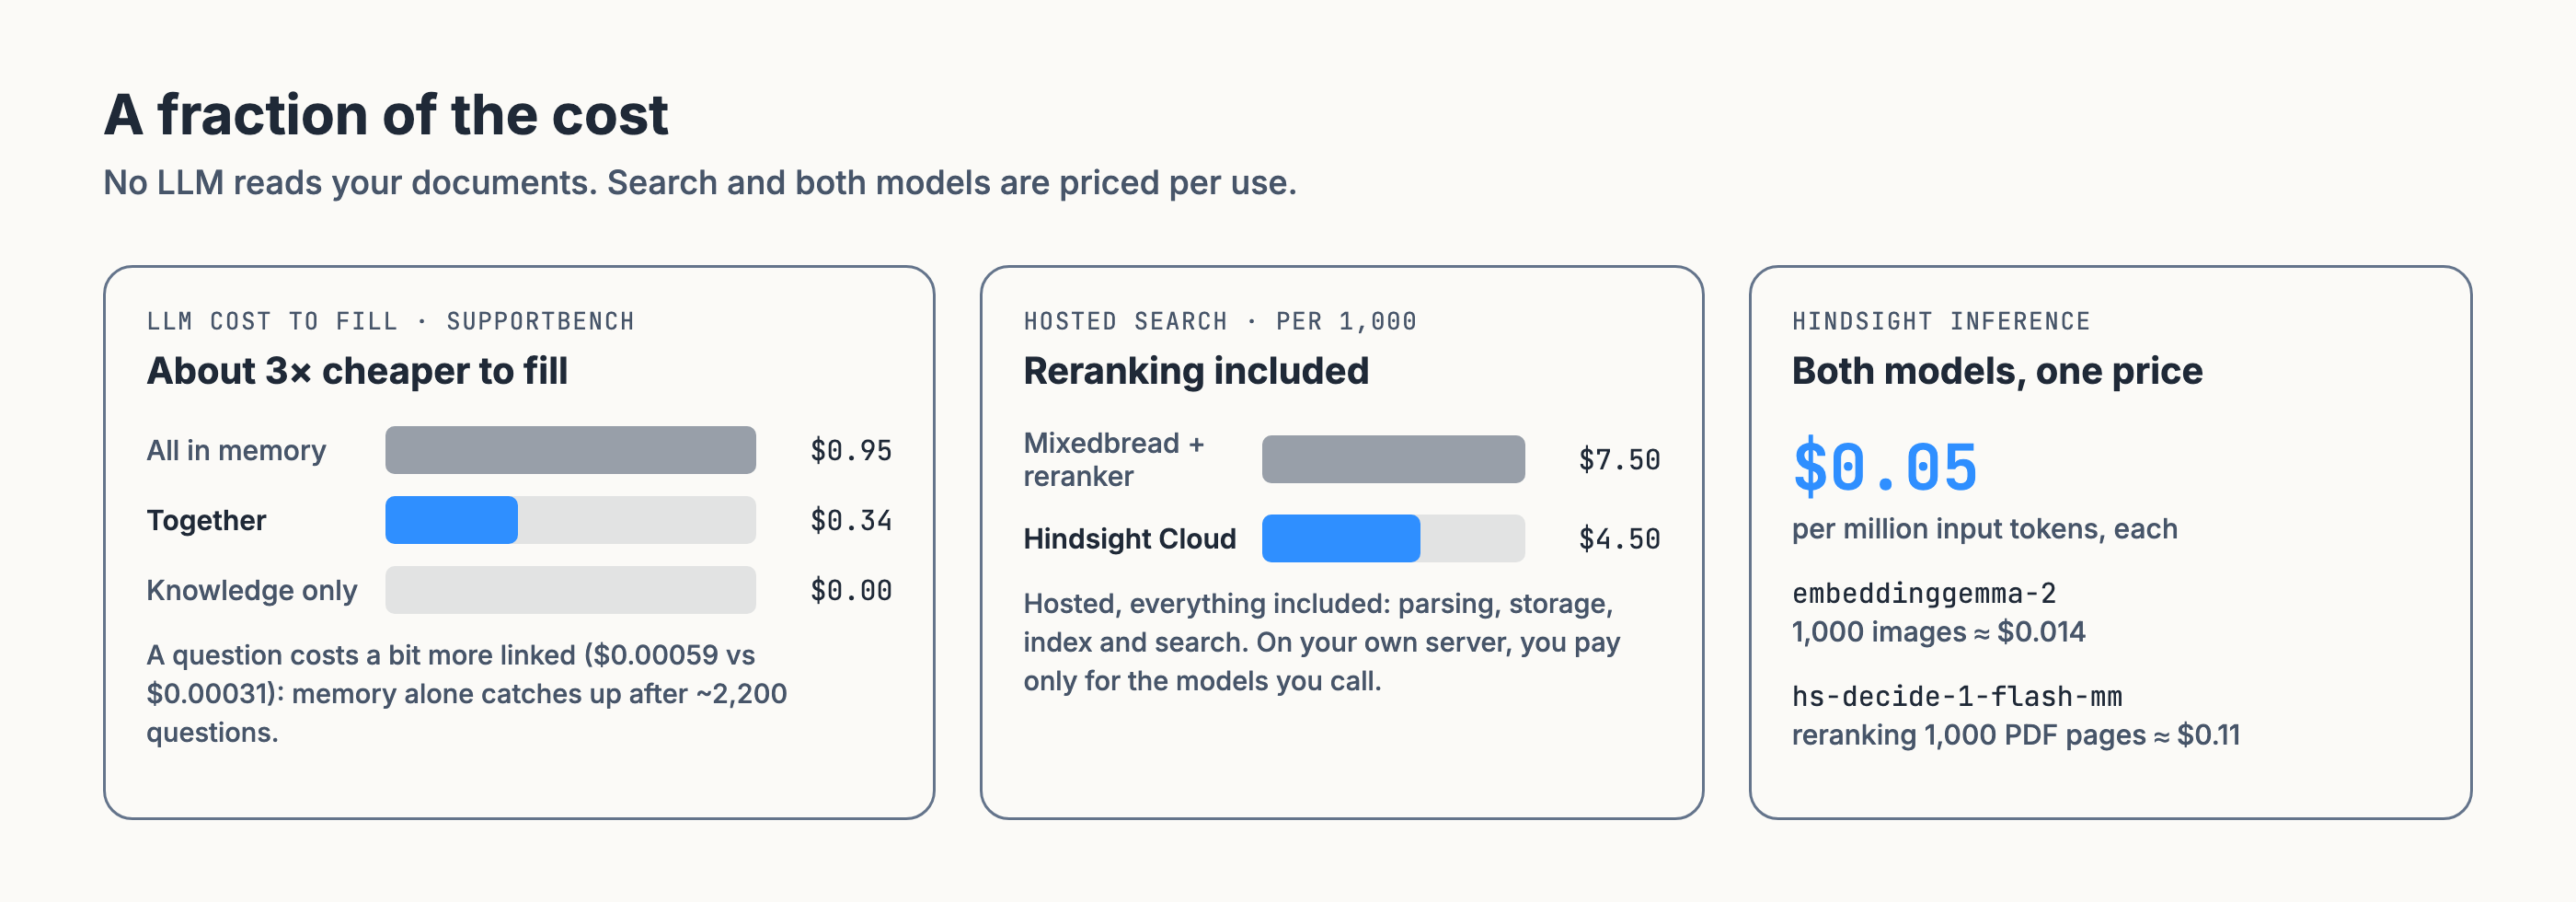 A fraction of the cost
No LLM reads your documents. Search and both models are priced per use.
LLM COST TO FILL · SUPPORTBENCH
About 3× cheaper to fill
All in memory $0.95
Together $0.34
Knowledge only $0.00
A question costs a bit more linked ($0.00059 vs
$0.00031): memory alone catches up after ~2,200
questions.
HOSTED SEARCH · PER 1,000
Reranking included
Mixedbread +
reranker $7.50
Hindsight Cloud $4.50
Hosted, everything included: parsing, storage,
index and search. On your own server, you pay
only for the models you call.
HINDSIGHT INFERENCE
Both models, one price
$0.05
per million input tokens, each
embeddinggemma-2
1,000 images ≈ $0.014
hs-decide-1-flash-mm
reranking 1,000 PDF pages ≈ $0.11